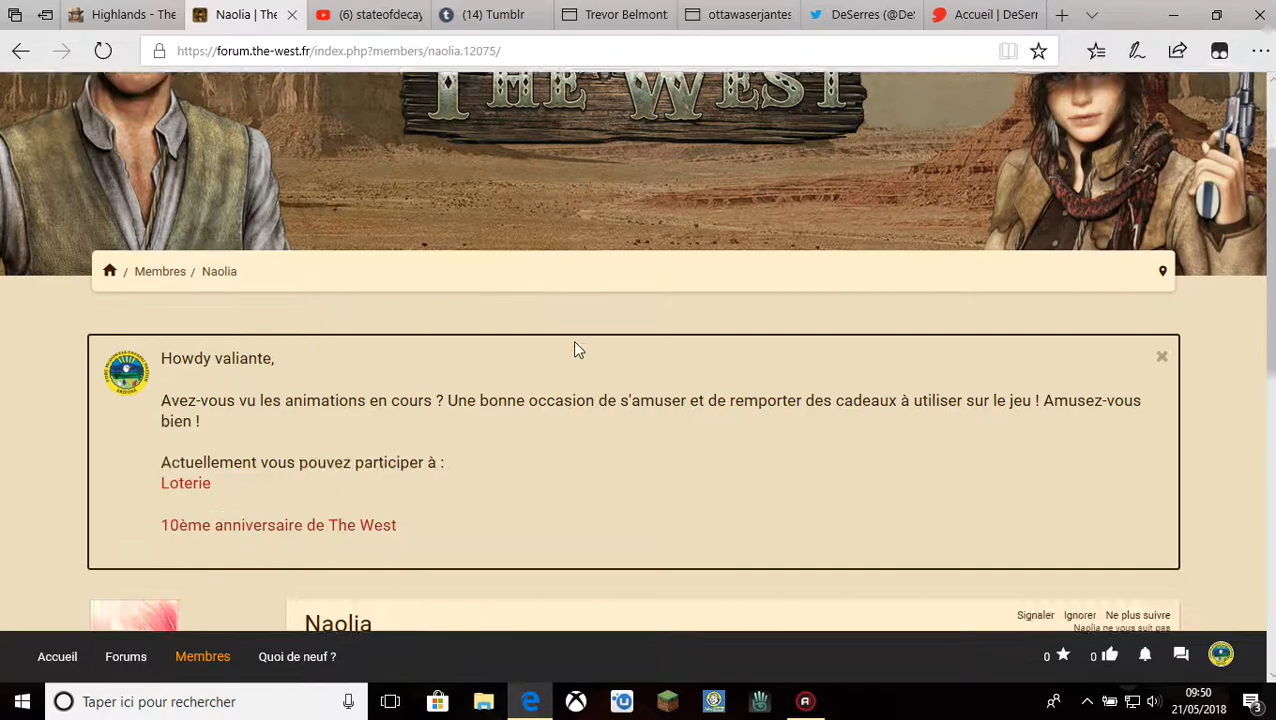 Highlands - The
Naolia | The
(6) stateofdecay
(14) Tumblr
Trevor Belmont
ottawaserjantes
DeSerres (@DeS
Accueil | DeSerr
https://forum.the-west.fr/index.php?members/naolia.12075/
THE WEST
/ Membres / Naolia
Howdy valiante,
Avez-vous vu les animations en cours ? Une bonne occasion de s'amuser et de remporter des cadeaux à utiliser sur le jeu ! Amusez-vous
bien !
Actuellement vous pouvez participer à :
Loterie
10ème anniversaire de The West
Naolia
Signaler Ignorer Ne plus suivre
Naolia ne vous suit pas
Accueil Forums Membres Quoi de neuf ?
0 0
Taper ici pour rechercher
09:50
21/05/2018
3